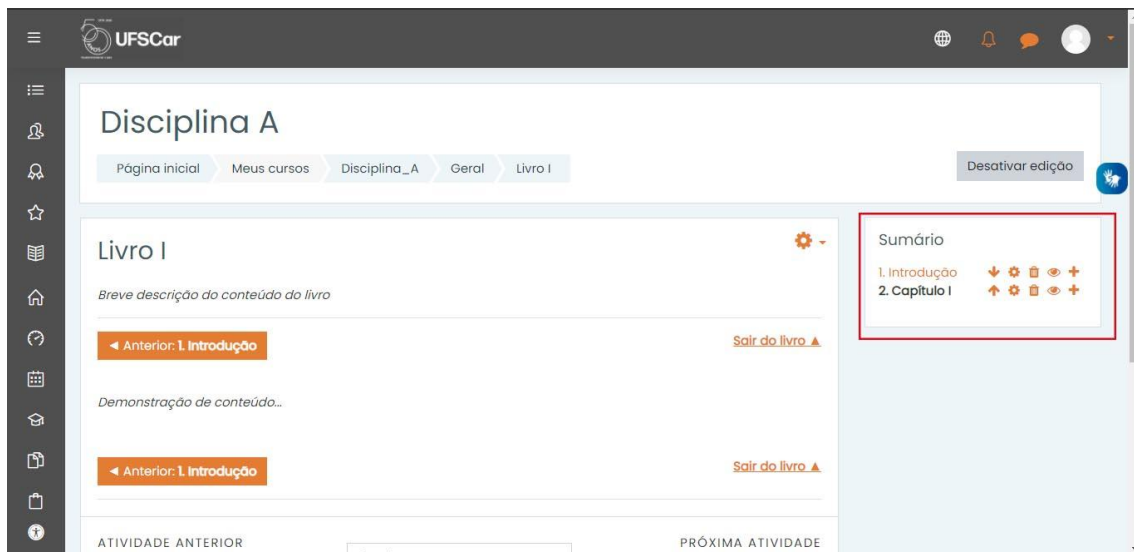 UFSCar
Disciplina A
Página inicial Meus cursos Disciplina_A Geral Livro I
Desativar edição
Livro I
Breve descrição do conteúdo do livro
◄ Anterior: 1. Introdução
Sair do livro ▲
Demonstração de conteúdo...
◄ Anterior: 1. Introdução
Sair do livro ▲
ATIVIDADE ANTERIOR
PRÓXIMA ATIVIDADE
Sumário
1. Introdução
2. Capítulo I